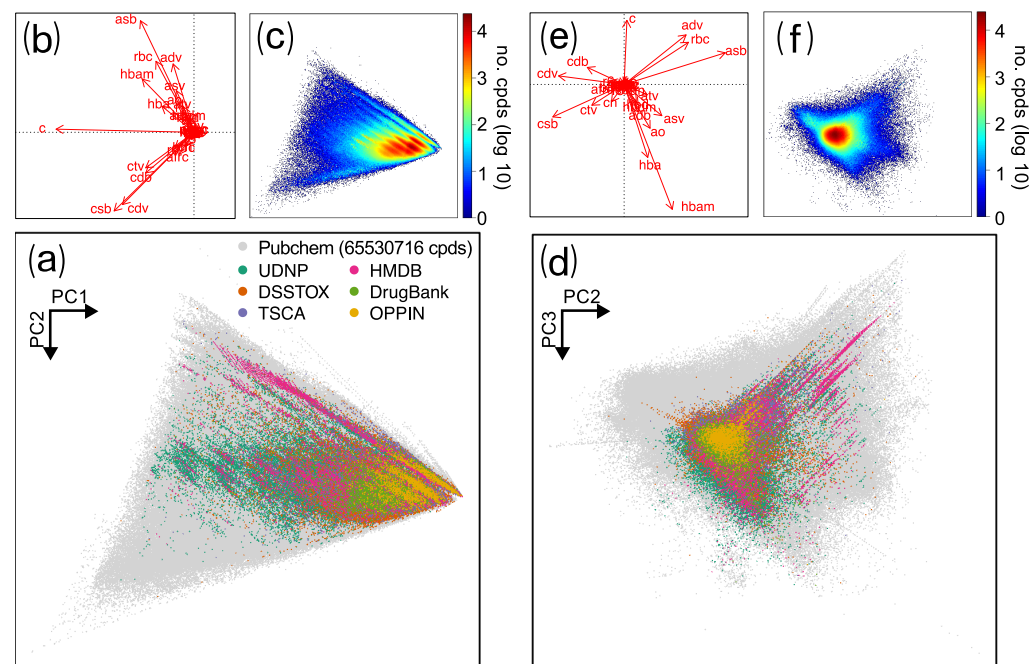 (b)
asb
rbc
adv
hbam
asv
hba
c
ctv
cdb
csb
cdv
(c)
4
3
2
1
0
no. cpds (log 10)
(e)
c
adv
rbc
asb
cdb
cdv
ch
ctv
csb
atv
asv
ao
hba
hbam
(f)
4
3
2
1
0
no. cpds (log 10)
(a)
Pubchem (65530716 cpds)
UDNP
HMDB
DSSTOX
DrugBank
TSCA
OPPIN
PC1
PC2
(d)
PC2
PC3